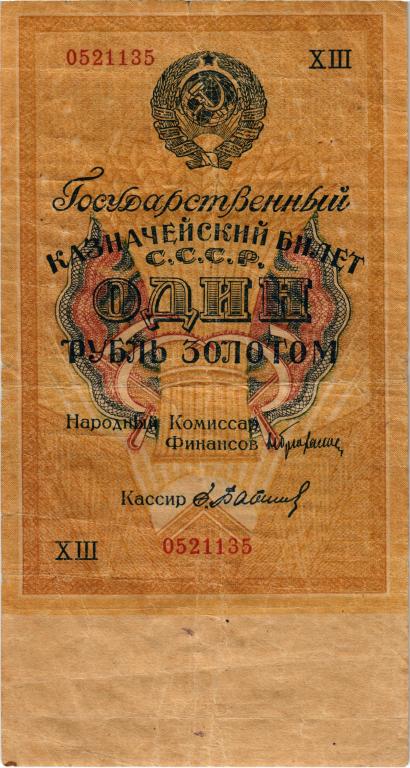 0521135 XIII
Государственный
КАЗНАЧЕЙСКИЙ БИЛЕТ
С.С.С.Р.
ОДИН
РУБЛЬ ЗОЛОТОМ
Народный Комиссар
Финансов
Кассир
XIII 0521135